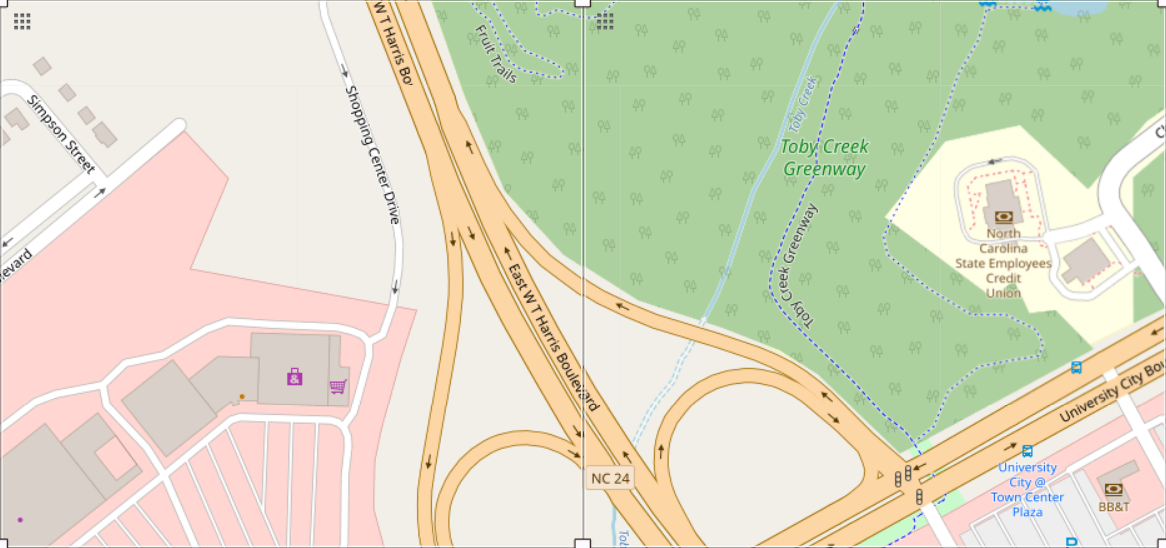 W T Harris Bo'
Fruit Trails
Simpson Street
Shopping Center Drive
Toby Creek
Toby Creek
Greenway
North
Carolina
State Employees
Credit
Union
Toby Creek Greenway
levard
East W T Harris Boulevard
University City Bou
NC 24
University
City @
Town Center
Plaza
BB&T